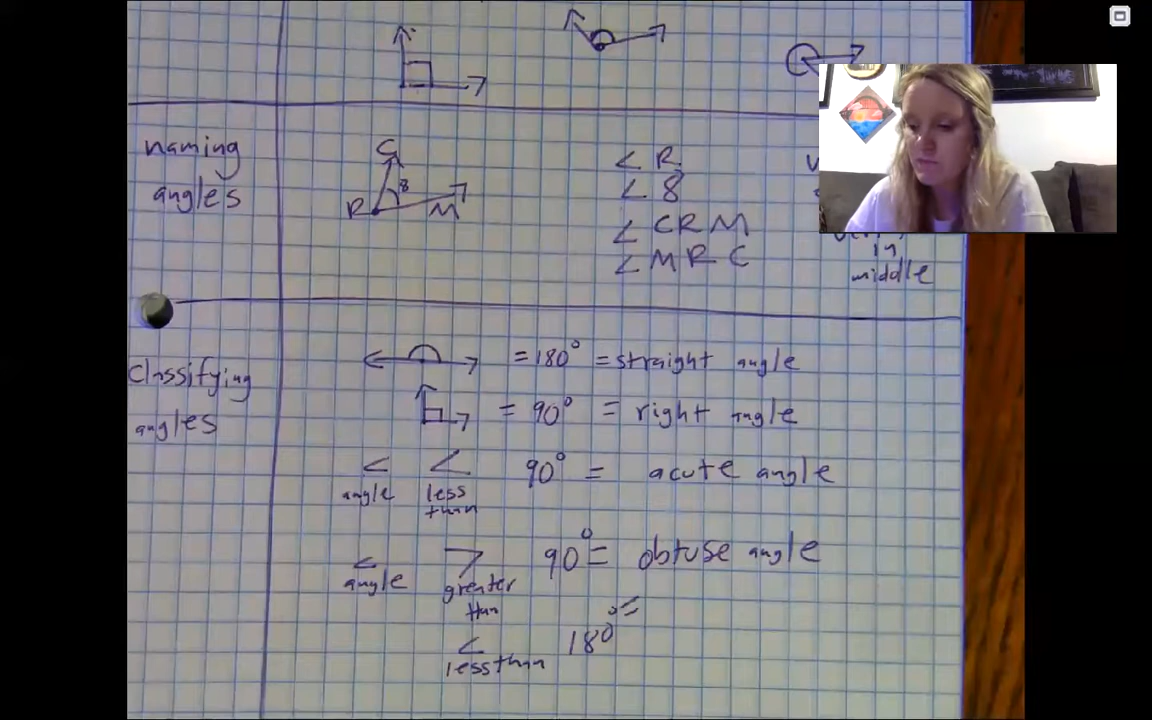 naming
angles
C
8
R
M
< R
< 8
< CRM
< MRC
in
middle
Classifying
angles
= 180° = straight angle
= 90° = right angle
< < 90° = acute angle
angle less
than
< > 90° = obtuse angle
angle greater
than
< 180° =
less than